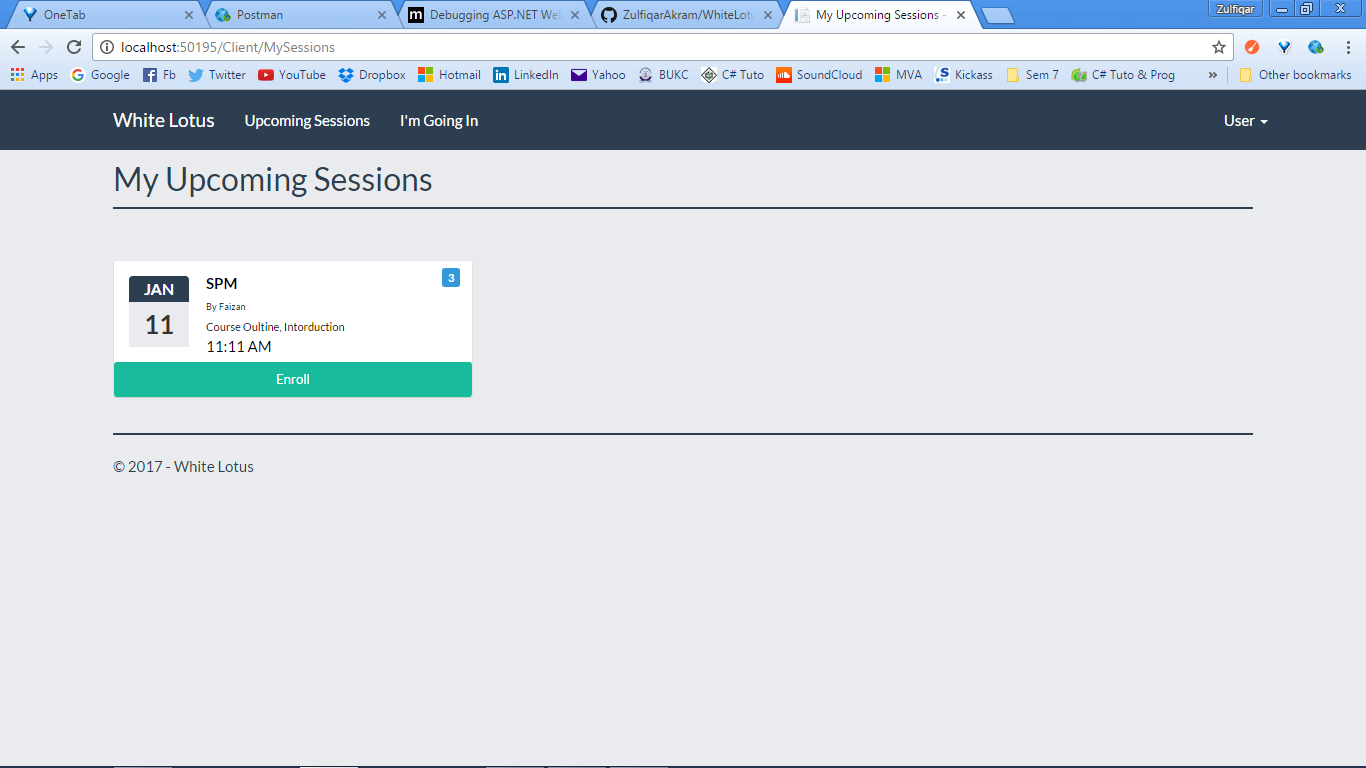 OneTab
Postman
Debugging ASP.NET Web
ZulfiqarAkram/WhiteLotu
My Upcoming Sessions -
Zulfiqar
localhost:50195/Client/MySessions
Apps
Google
Fb
Twitter
YouTube
Dropbox
Hotmail
LinkedIn
Yahoo
BUKC
C# Tuto
SoundCloud
MVA
Kickass
Sem 7
C# Tuto & Prog
»
Other bookmarks
White Lotus
Upcoming Sessions
I'm Going In
User
My Upcoming Sessions
JAN
11
SPM
3
By Faizan
Course Oultine, Intorduction
11:11 AM
Enroll
© 2017 - White Lotus